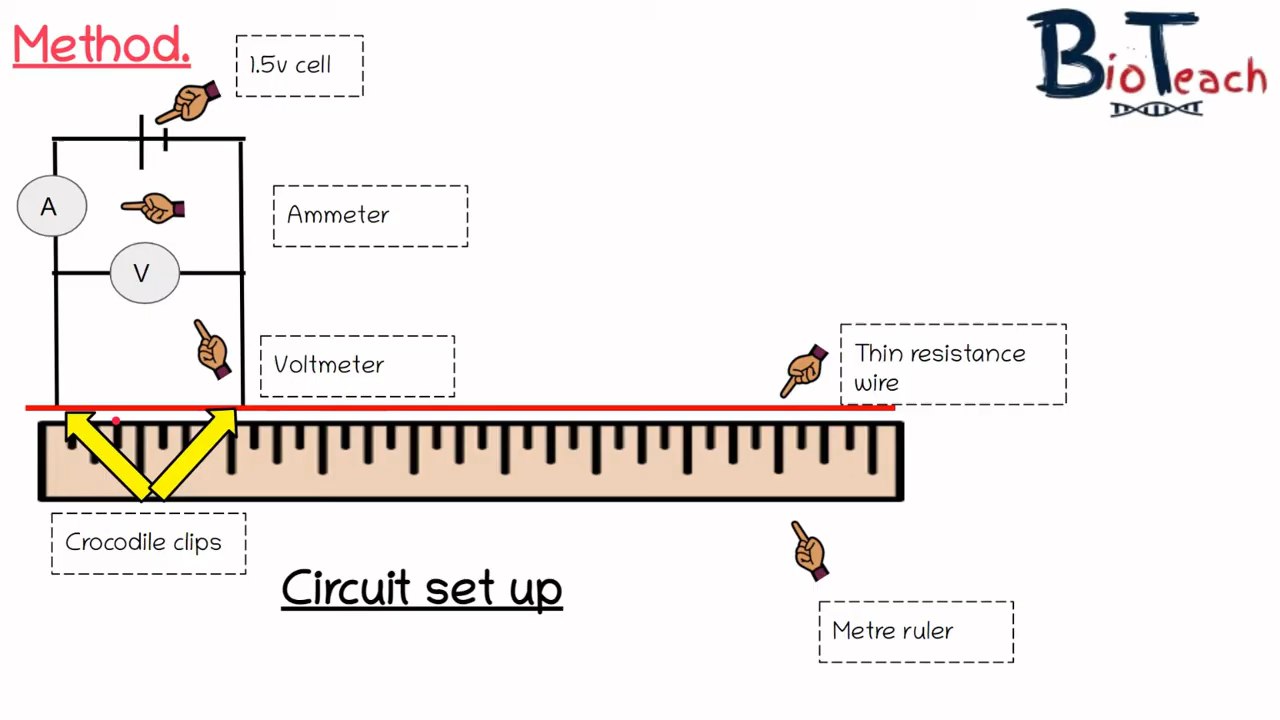 Method.
1.5v cell
BioTeach
A
Ammeter
V
Voltmeter
Thin resistance
wire
Crocodile clips
Circuit set up
Metre ruler